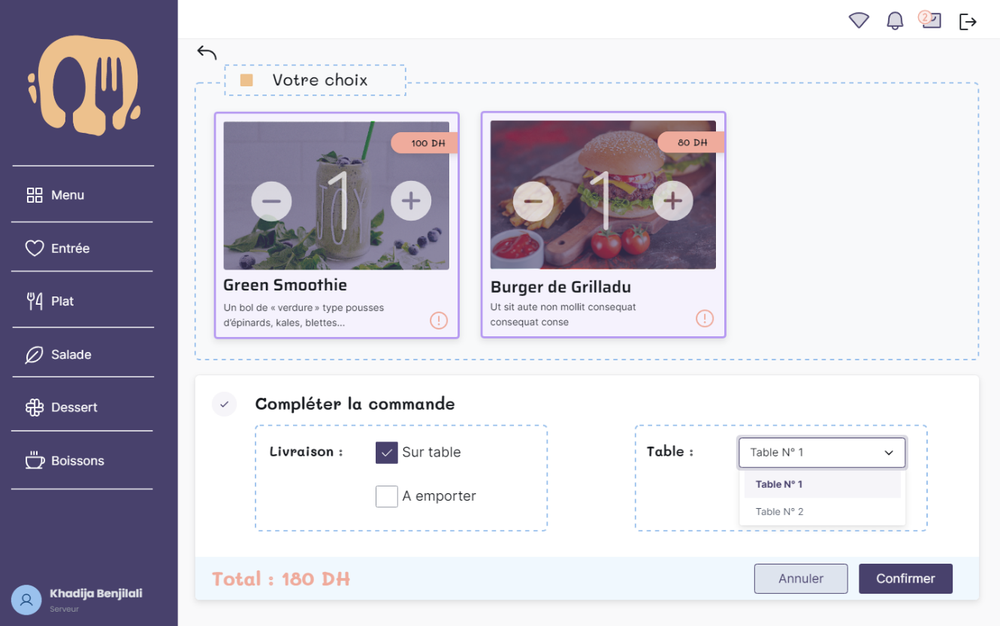 2
Votre choix
100 DH
80 DH
1
1
TOY
Green Smoothie
Un bol de « verdure » type pousses
d'épinards, kales, blettes...
Burger de Grilladu
Ut sit aute non mollit consequat
consequat conse
Menu
Entrée
Plat
Salade
Dessert
Boissons
Khadija Benjilali
Serveur
Compléter la commande
Livraison :
Sur table
A emporter
Table :
Table N° 1
Table N° 1
Table N° 2
Total : 180 DH
Annuler
Confirmer